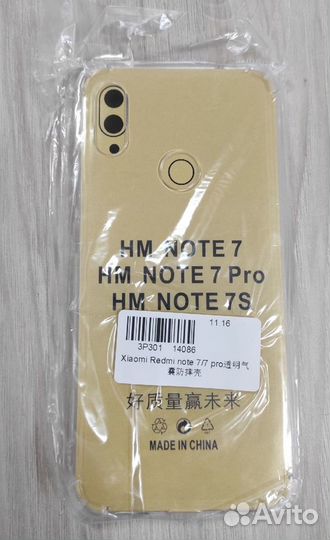 HM NOTE 7
HM NOTE 7 Pro
HM NOTE 7S
11.16
3P301 14086
Xiaomi Redmi note 7/7 pro透明气
囊防摔壳
好质量赢未来
MADE IN CHINA
Avito